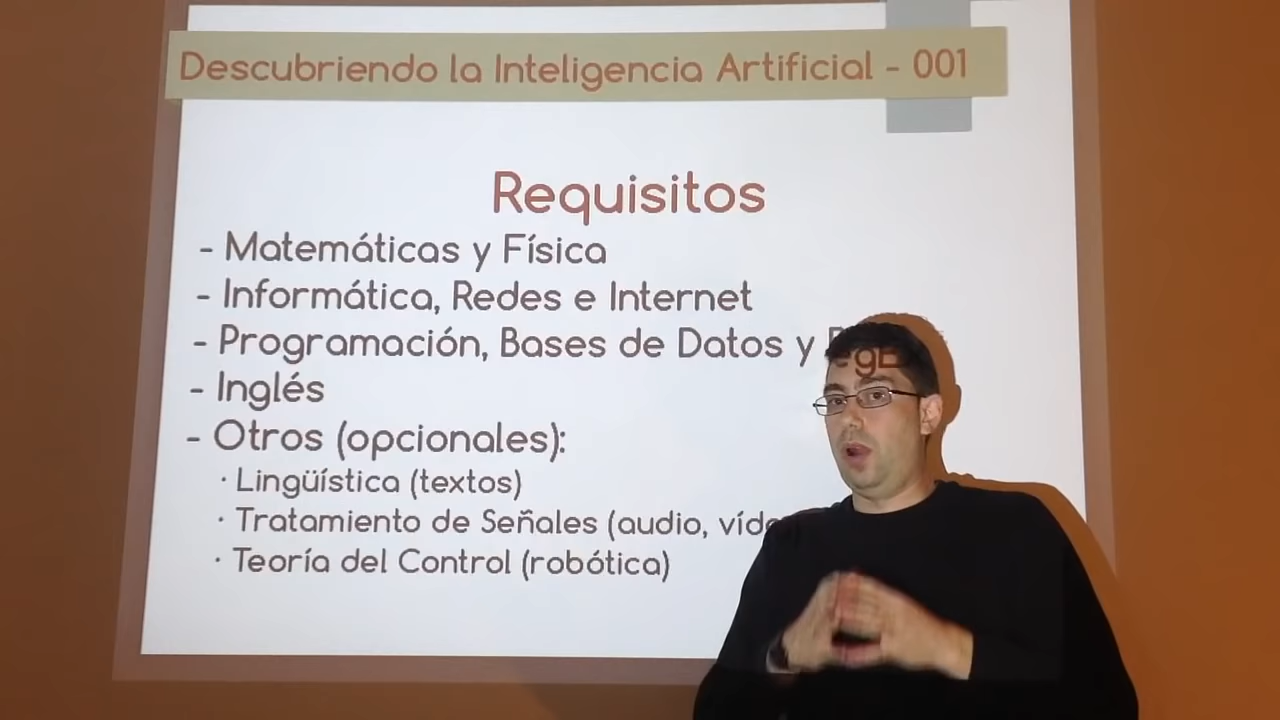 Descubriendo la Inteligencia Artificial - 001
Requisitos
- Matemáticas y Física
- Informática, Redes e Internet
- Programación, Bases de Datos y
- Inglés
- Otros (opcionales):
· Lingüística (textos)
· Tratamiento de Señales (audio,
· Teoría del Control (robótica)